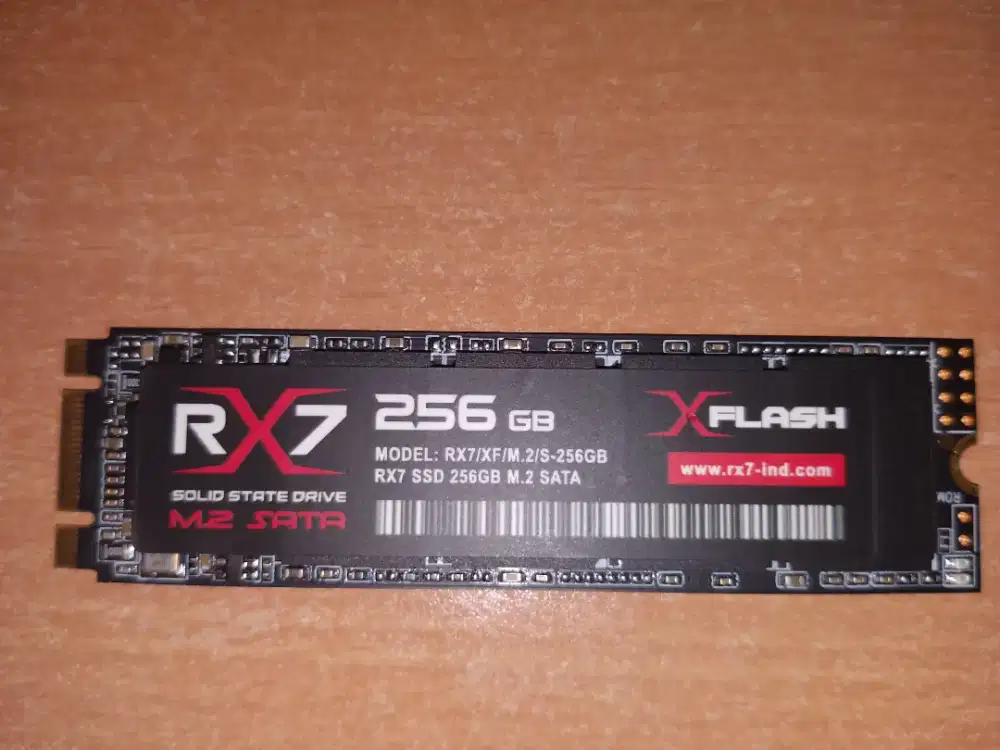 RX7
SOLID STATE DRIVE
M.2 SATA
256 GB
MODEL: RX7/XF/M.2/S-256GB
RX7 SSD 256GB M.2 SATA
XFLASH
www.rx7-ind.com
ROM